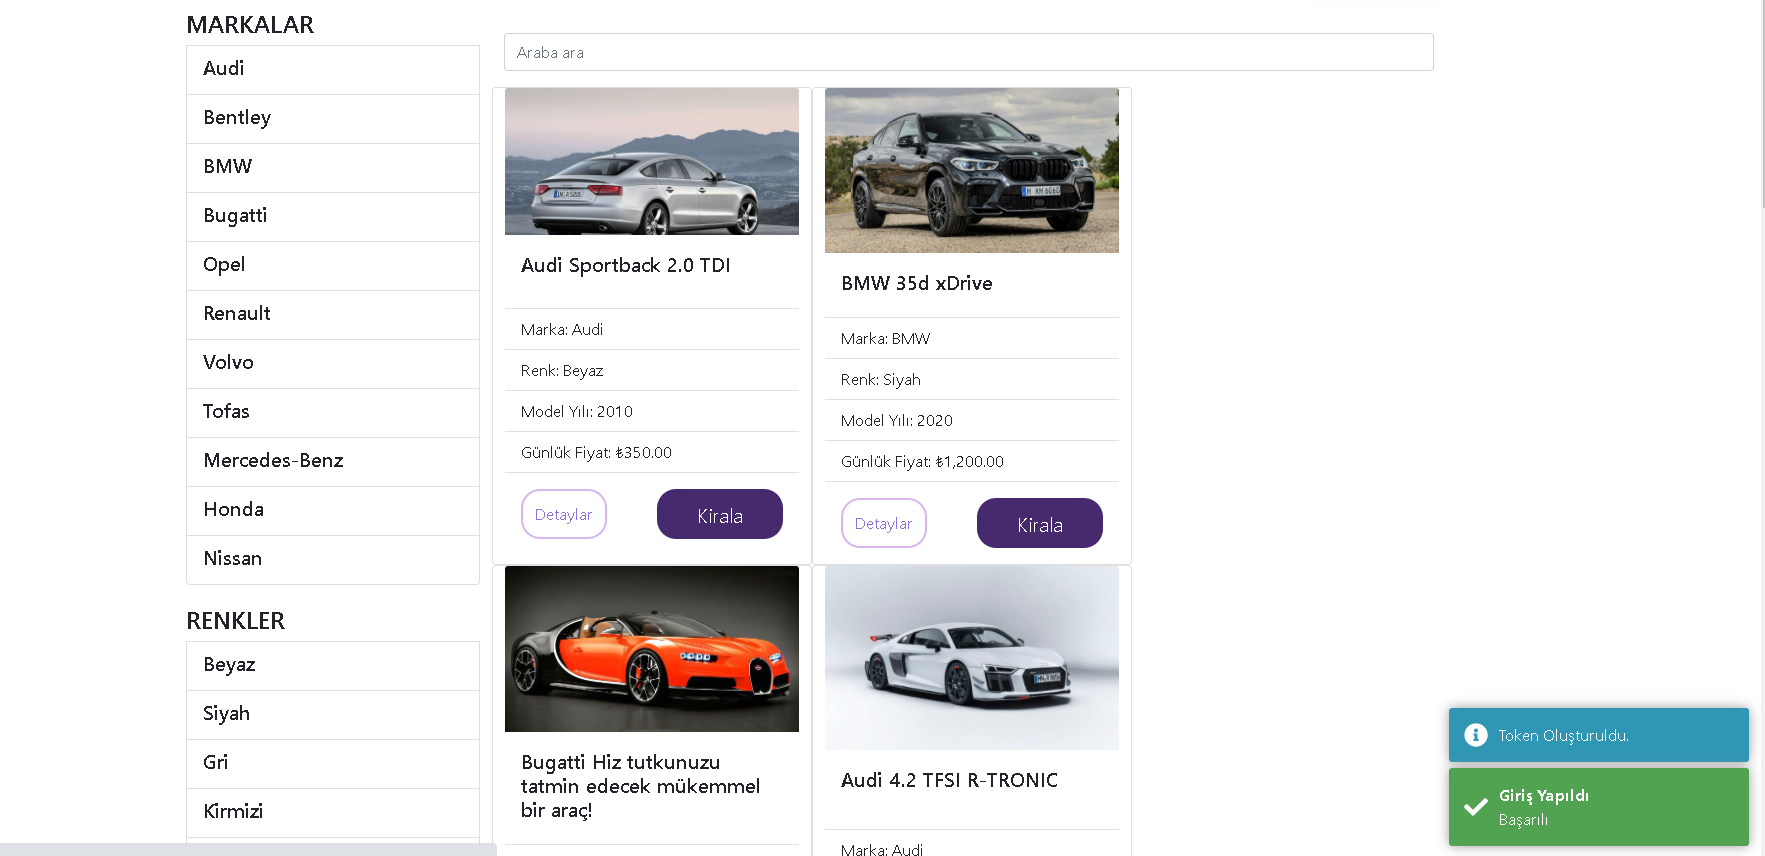 MARKALAR
Audi
Bentley
BMW
Bugatti
Opel
Renault
Volvo
Tofas
Mercedes-Benz
Honda
Nissan
RENKLER
Beyaz
Siyah
Gri
Kirmizi
Araba ara
Audi Sportback 2.0 TDI
Marka: Audi
Renk: Beyaz
Model Yılı: 2010
Günlük Fiyat: ₺350.00
Detaylar
Kirala
H RM 6060
BMW 35d xDrive
Marka: BMW
Renk: Siyah
Model Yılı: 2020
Günlük Fiyat: ₺1,200.00
Detaylar
Kirala
Bugatti Hiz tutkunuzu
tatmin edecek mükemmel
bir araç!
Audi 4.2 TFSI R-TRONIC
Marka: Audi
Token Oluşturuldu.
Giriş Yapıldı
Başarılı